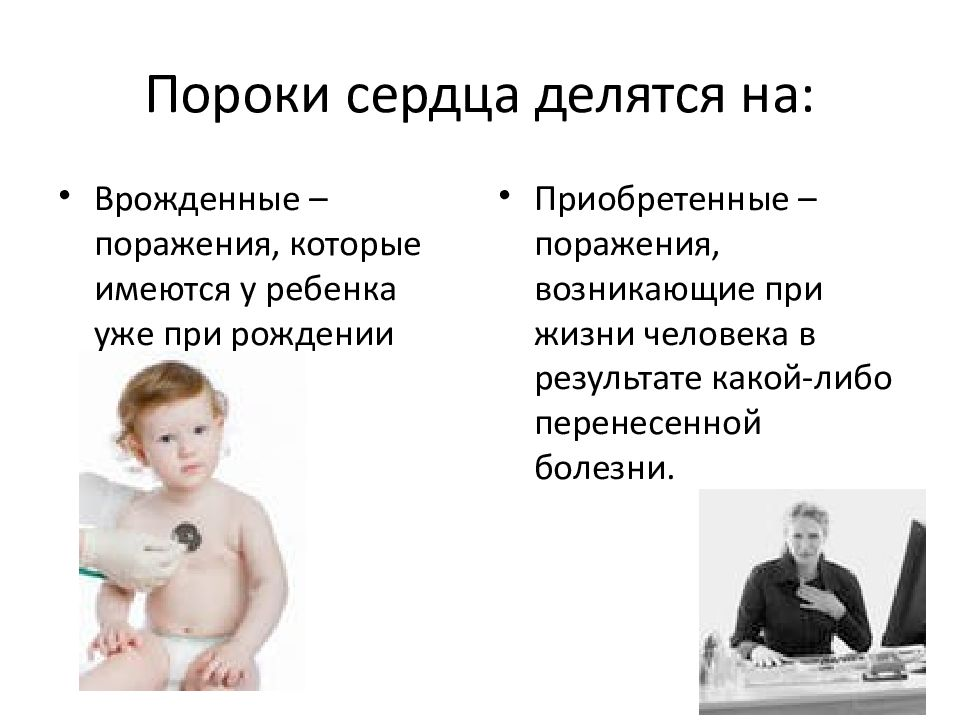 Пороки сердца делятся на:
• Врожденные –
поражения, которые
имеются у ребенка
уже при рождении
• Приобретенные –
поражения,
возникающие при
жизни человека в
результате какой-либо
перенесенной
болезни.